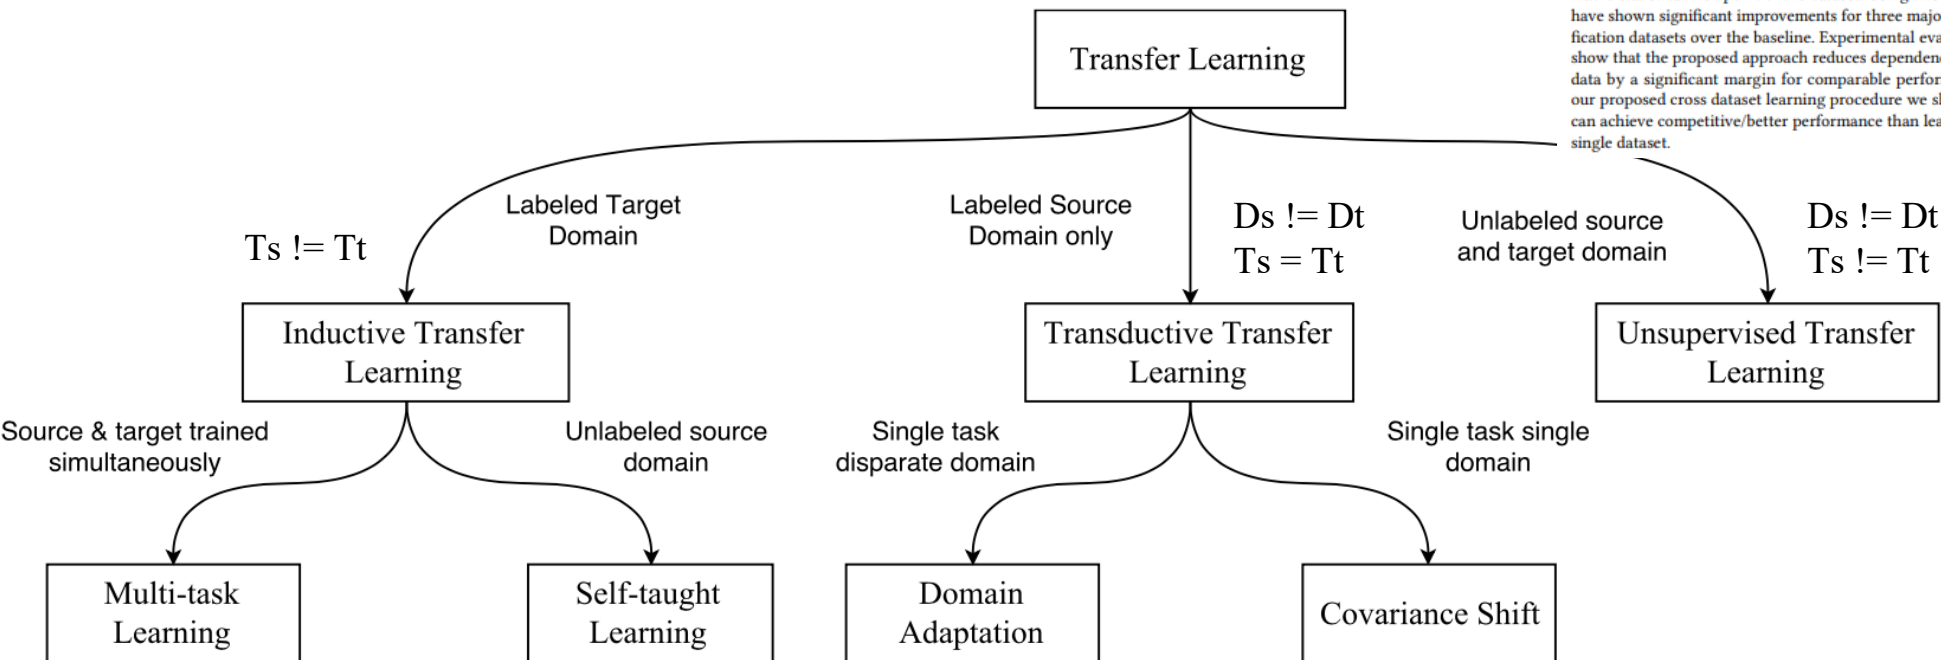 Transfer Learning
have shown significant improvements for three
fication datasets over the baseline. Experimental
show that the proposed approach reduces
data by a significant margin for comparable
our proposed cross dataset learning procedure we
can achieve competitive/better performance than
single dataset.
Labeled Target
Domain
Ts != Tt
Labeled Source
Domain only
Ds != Dt
Ts = Tt
Unlabeled source
and target domain
Ds != Dt
Ts != Tt
Inductive Transfer
Learning
Transductive Transfer
Learning
Unsupervised Transfer
Learning
Source & target trained
simultaneously
Unlabeled source
domain
Single task
disparate domain
Single task single
domain
Multi-task
Learning
Self-taught
Learning
Domain
Adaptation
Covariance Shift